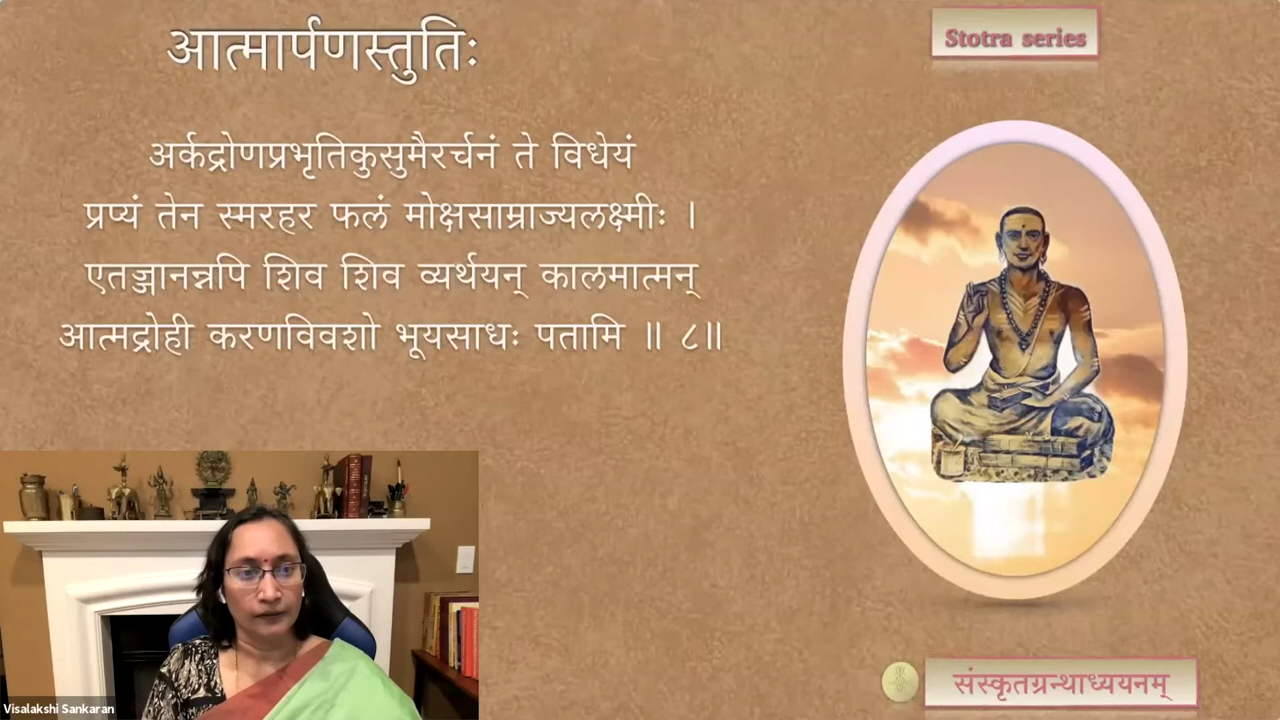 आत्मार्पणस्तुतिः
Stotra series
अर्कद्रोणप्रभृतिकुसुमैरर्चनं ते विधेयं
प्रप्यं तेन स्मरहर फलं मोक्षसाम्राज्यलक्ष्मीः ।
एतज्जानन्नपि शिव शिव व्यर्थयन् कालमात्मन्
आत्मद्रोही करणविवशो भूयसाधः पतामि ॥ ८॥
Visalakshi Sankaran
संस्कृतग्रन्थाध्ययनम्